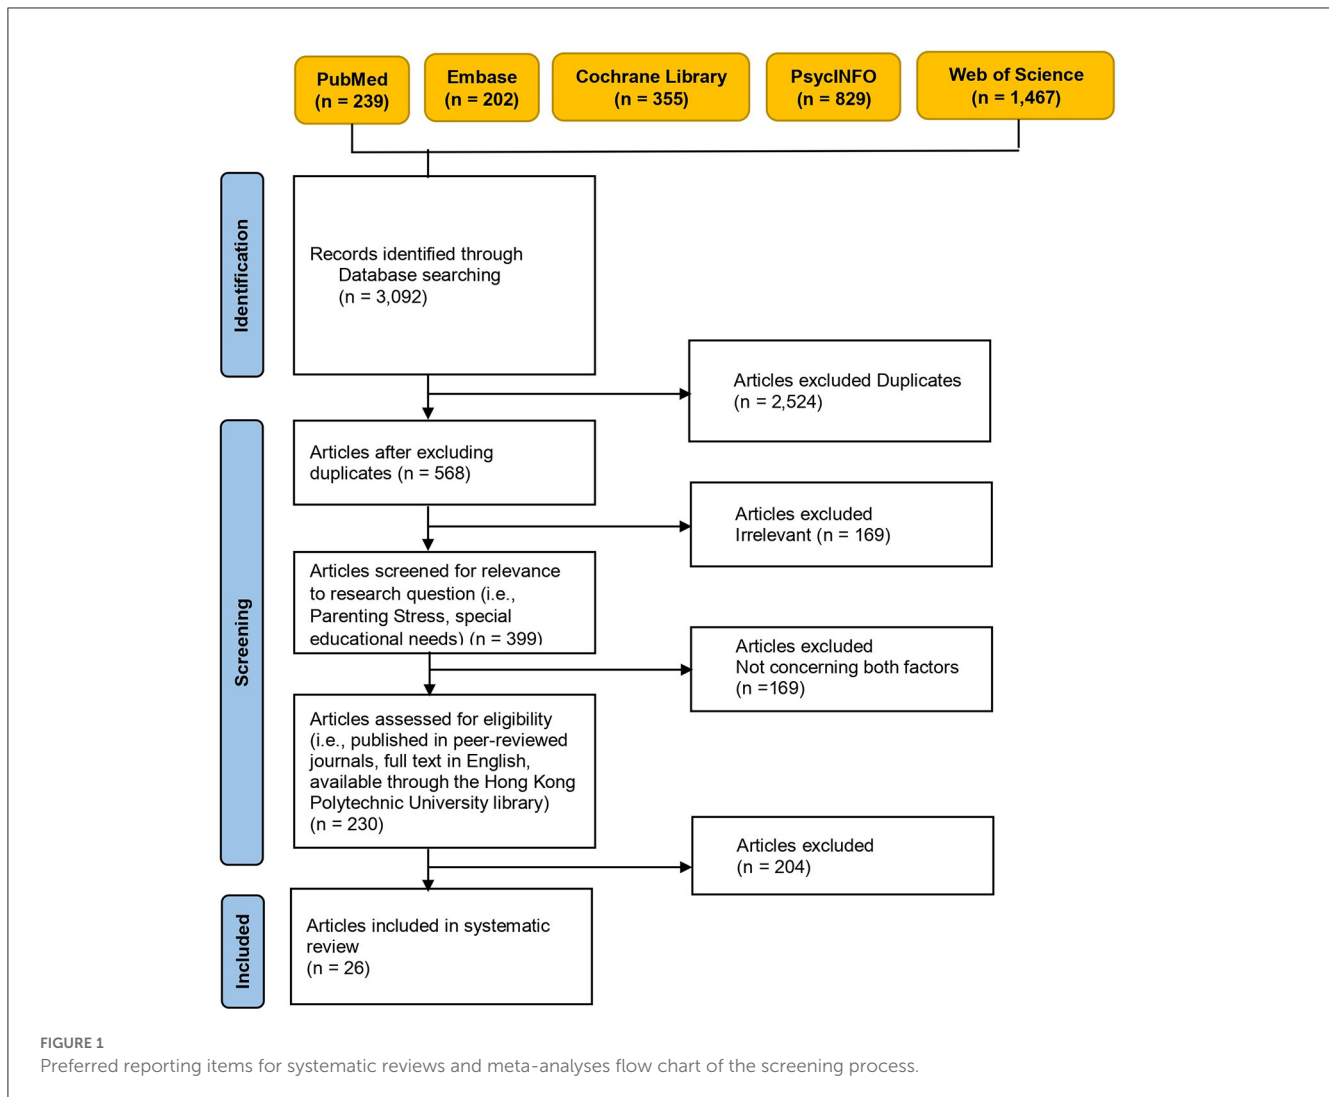 PubMed
(n = 239)
Embase
(n = 202)
Cochrane Library
(n = 355)
PsycINFO
(n = 829)
Web of Science
(n = 1,467)
Identification
Records identified through
Database searching
(n = 3,092)
Articles excluded Duplicates
(n = 2,524)
Screening
Articles after excluding
duplicates (n = 568)
Articles excluded
Irrelevant (n = 169)
Articles screened for relevance
to research question (i.e.,
Parenting Stress, special
educational needs) (n = 399)
Articles excluded
Not concerning both factors
(n =169)
Articles assessed for eligibility
(i.e., published in peer-reviewed
journals, full text in English,
available through the Hong Kong
Polytechnic University library)
(n = 230)
Articles excluded
(n = 204)
Included
Articles included in systematic
review
(n = 26)
FIGURE 1
Preferred reporting items for systematic reviews and meta-analyses flow chart of the screening process.